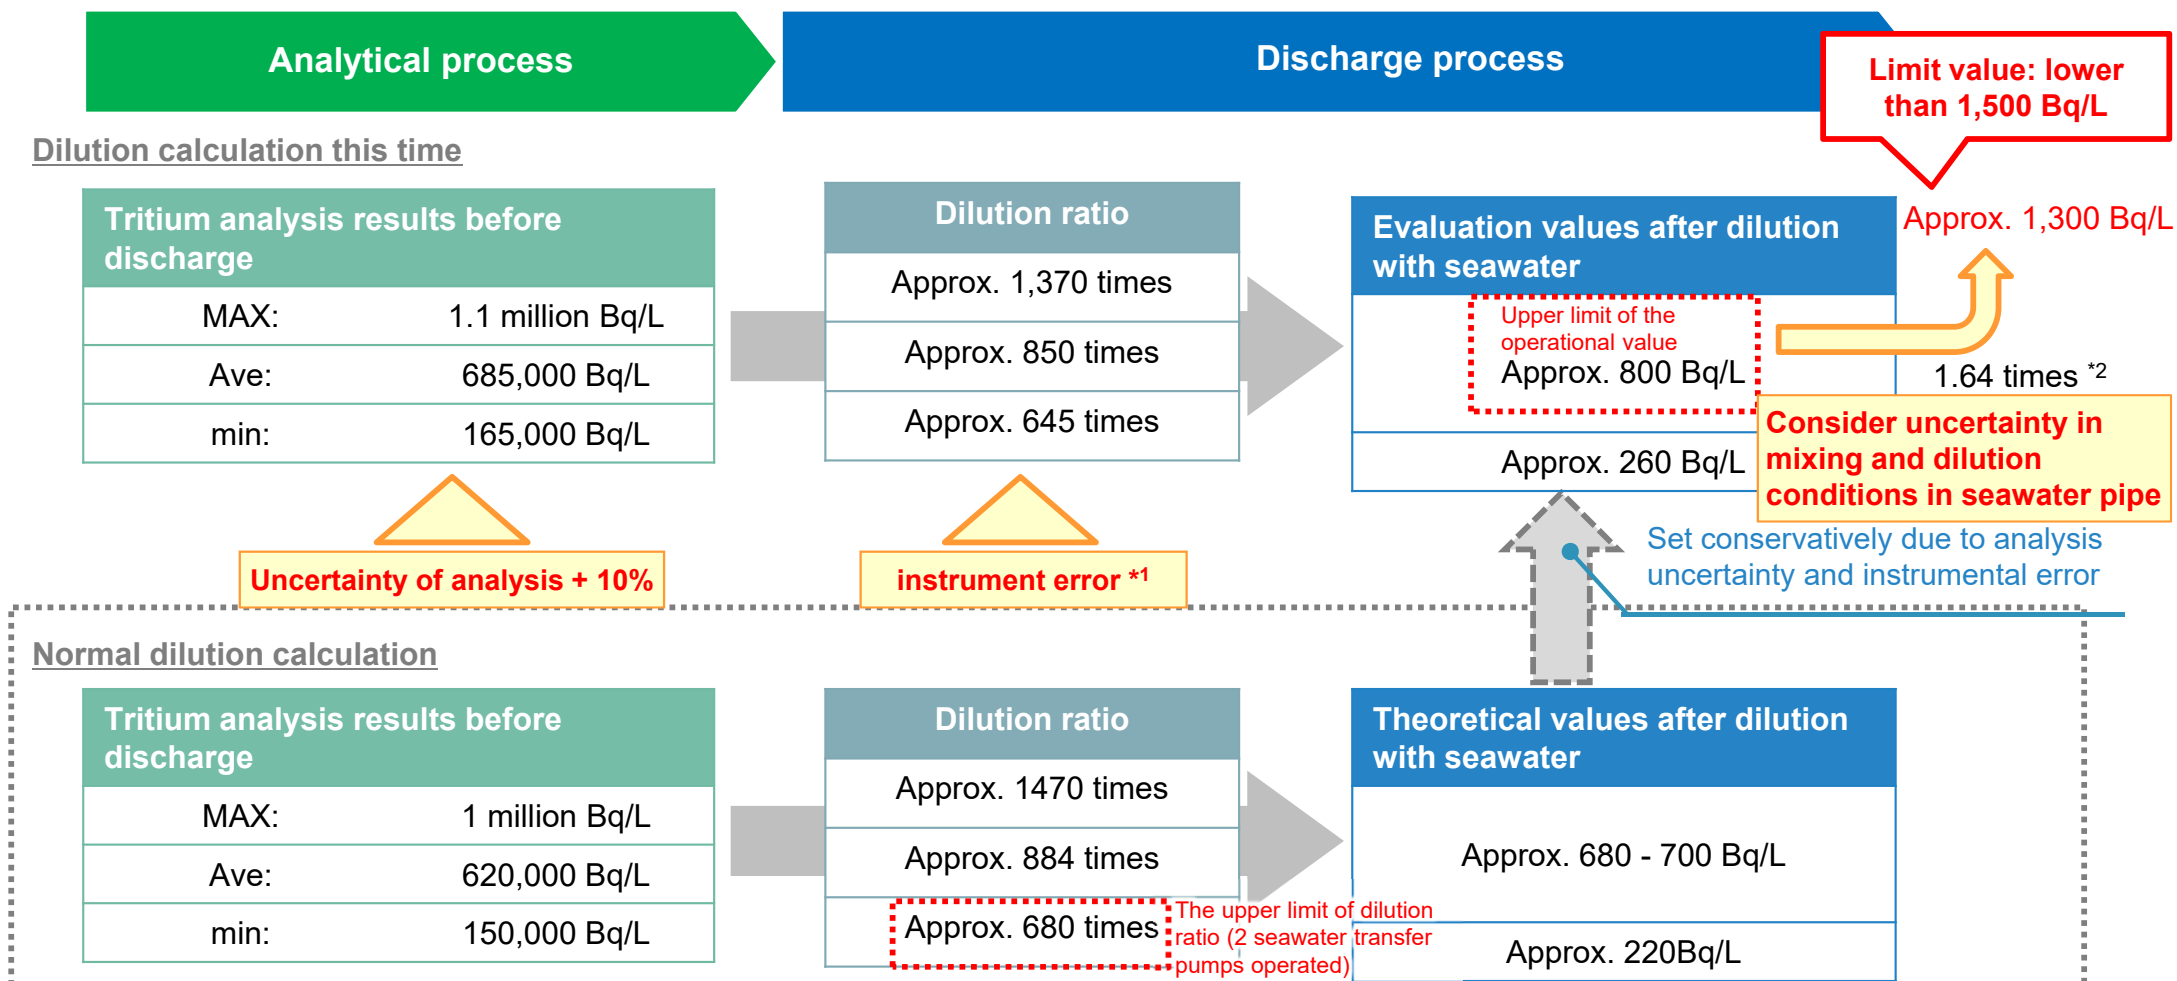 Analytical process
Discharge process
Limit value: lower
than 1,500 Bq/L
Dilution calculation this time
Tritium analysis results before
discharge
MAX: 1.1 million Bq/L
Ave: 685,000 Bq/L
min: 165,000 Bq/L
Dilution ratio
Approx. 1,370 times
Approx. 850 times
Approx. 645 times
Evaluation values after dilution
with seawater
Upper limit of the
operational value
Approx. 800 Bq/L
Approx. 260 Bq/L
Approx. 1,300 Bq/L
1.64 times *2
Consider uncertainty in
mixing and dilution
conditions in seawater pipe
Uncertainty of analysis + 10%
instrument error *1
Set conservatively due to analysis
uncertainty and instrumental error
Normal dilution calculation
Tritium analysis results before
discharge
MAX: 1 million Bq/L
Ave: 620,000 Bq/L
min: 150,000 Bq/L
Dilution ratio
Approx. 1470 times
Approx. 884 times
Approx. 680 times
The upper limit of dilution
ratio (2 seawater transfer
pumps operated)
Theoretical values after dilution
with seawater
Approx. 680 - 700 Bq/L
Approx. 220Bq/L